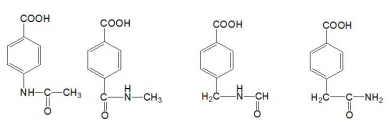 COOH COOH COOH COOH
H H
NH—C—CH₃ C—N—CH₃ H₂C—N—CH H₂C—C—NH₂
O O O O